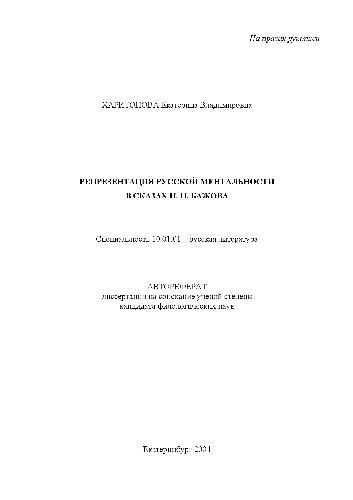 На правах рукописи
ХАРИТОНОВА Екатерина Владимировна
РЕПРЕЗЕНТАЦИЯ РУССКОЙ МЕНТАЛЬНОСТИ
В СКАЗАХ П. П. БАЖОВА
Специальность 10.01.01 – русская литература
АВТОРЕФЕРАТ
диссертации на соискание ученой степени
кандидата филологических наук
Екатеринбург